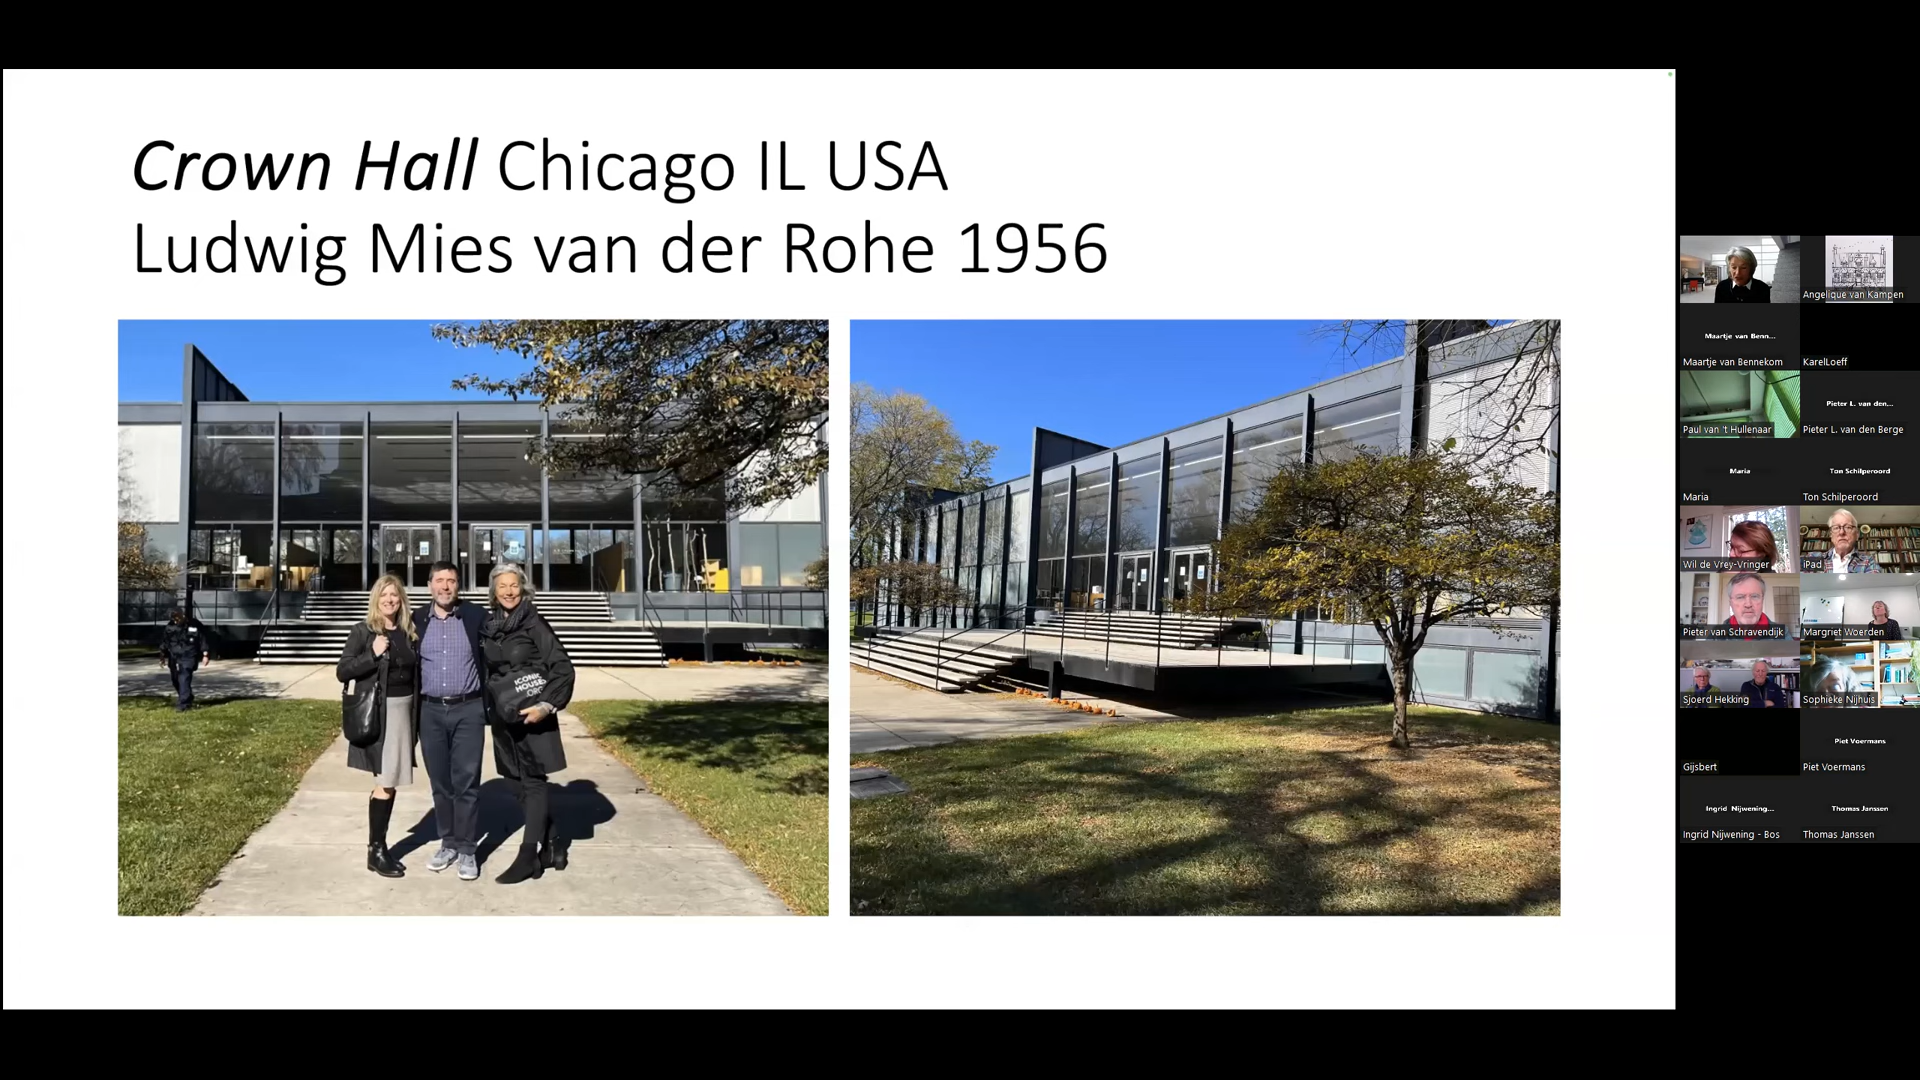 Crown Hall Chicago IL USA
Ludwig Mies van der Rohe 1956
ICONIC
HOUSES
.ORG
Angelique van Kampen
Maartje van Benn...
Maartje van Bennekom
KarelLoeff
Paul van 't Hullenaar
Pieter L. van den...
Pieter L. van den Berge
Maria
Maria
Ton Schilperoord
Ton Schilperoord
Wil de Vrey-Vringer
iPad
Pieter van Schravendijk
Margriet Woerden
Sjoerd Hekking
Sophieke Nijhuis
Gijsbert
Piet Voermans
Piet Voermans
Ingrid Nijwening...
Ingrid Nijwening - Bos
Thomas Janssen
Thomas Janssen